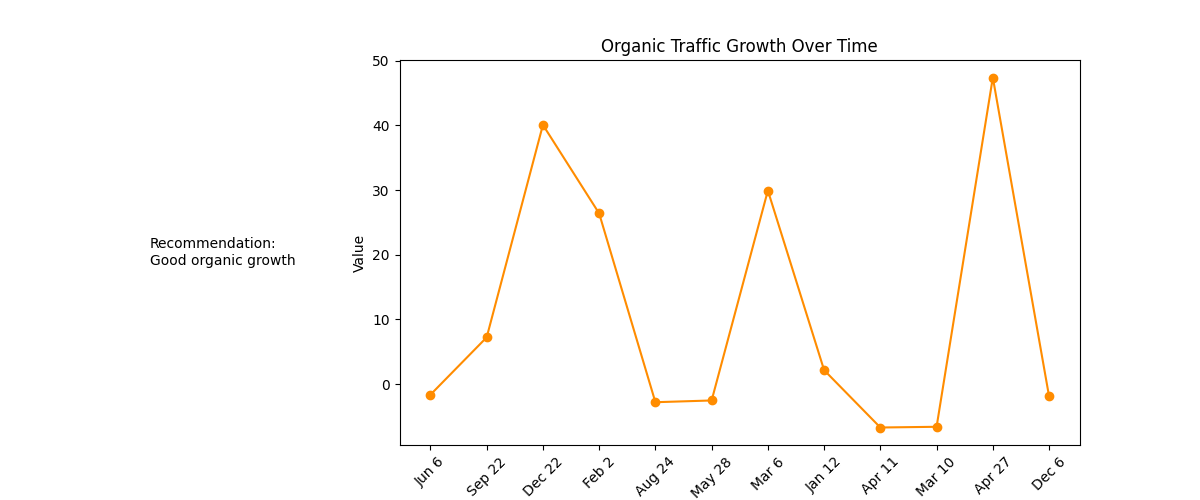 Organic Traffic Growth Over Time
Recommendation:
Good organic growth
Value
50
40
30
20
10
0
Jun 6
Sep 22
Dec 22
Feb 2
Aug 24
May 28
Mar 6
Jan 12
Apr 11
Mar 10
Apr 27
Dec 6